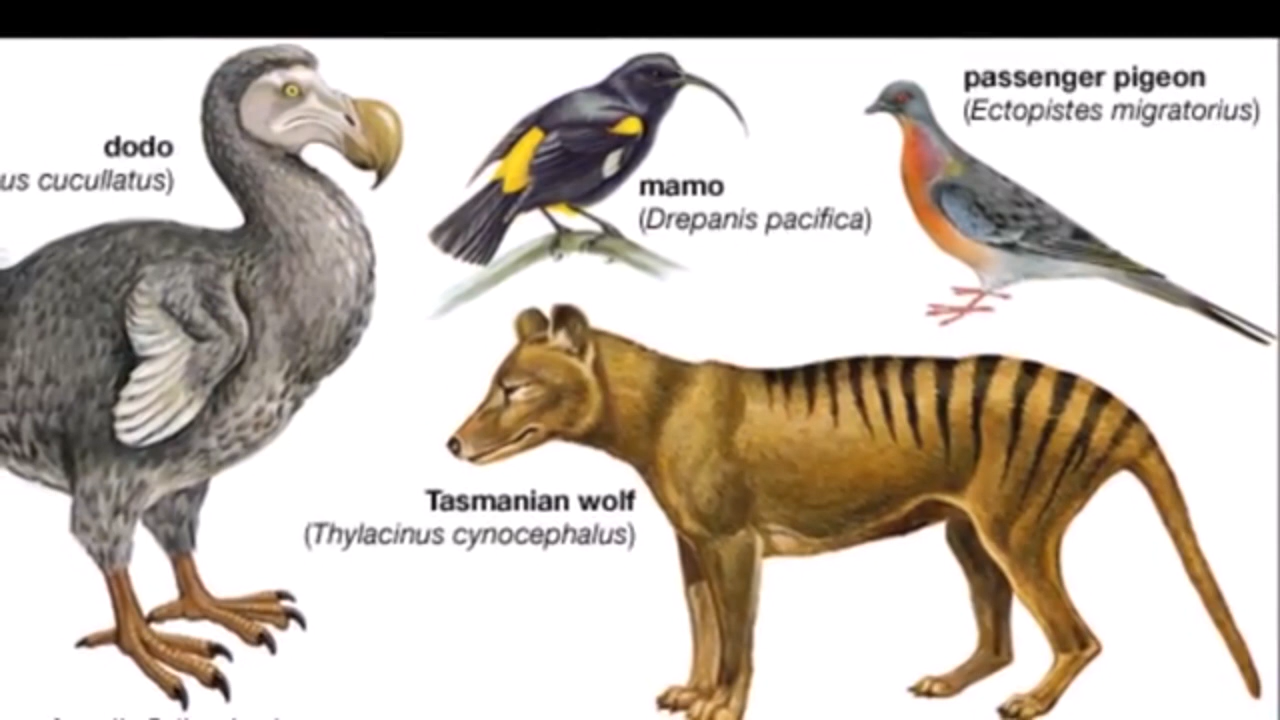 dodo
us cucullatus)
mamo
(Drepanis pacifica)
passenger pigeon
(Ectopistes migratorius)
Tasmanian wolf
(Thylacinus cynocephalus)